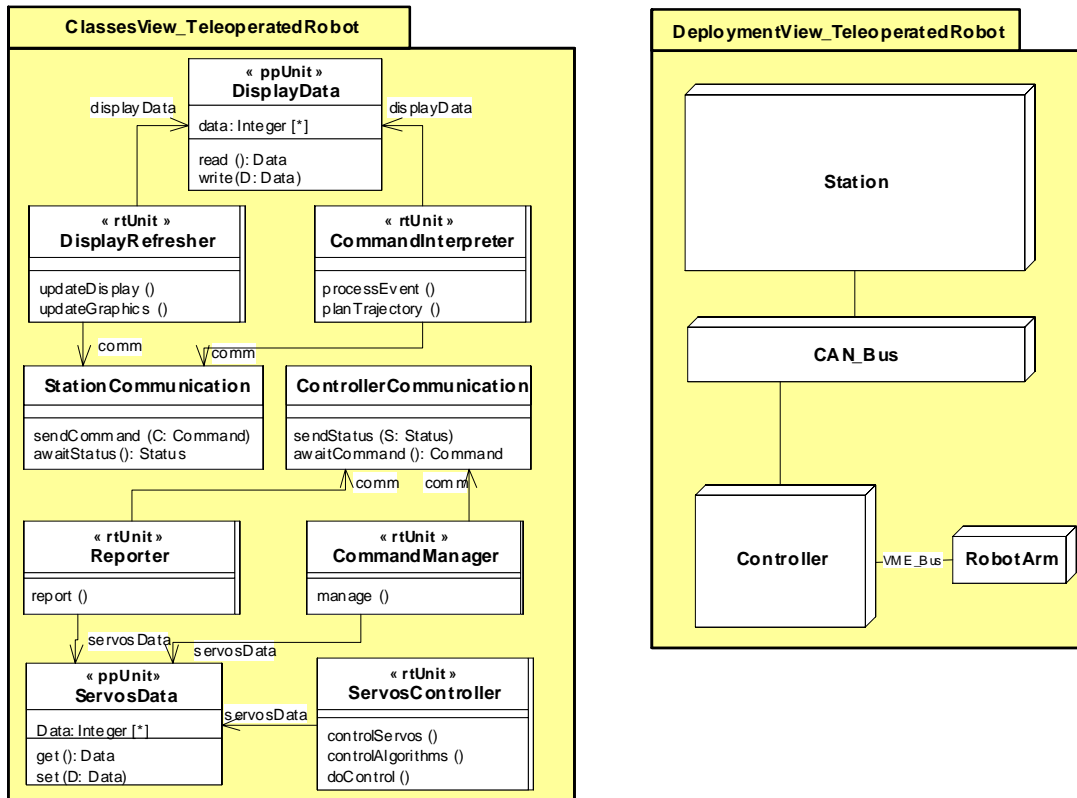 ClassesView_TeleoperatedRobot
« ppUnit »
DisplayData
displayData
displayData
data: Integer [*]
read (): Data
write(D: Data)
« rtUnit »
DisplayRefresher
updateDisplay ()
updateGraphics ()
« rtUnit »
CommandInterpreter
processEvent ()
planTrajectory ()
comm
comm
StationCommunication
sendCommand (C: Command)
awaitStatus(): Status
ControllerCommunication
sendStatus (S: Status)
awaitCommand (): Command
comm
comm
« rtUnit »
Reporter
report ()
« rtUnit »
CommandManager
manage ()
servosData
servosData
« ppUnit»
ServosData
Data: Integer [*]
get (): Data
set (D: Data)
servosData
« rtUnit »
ServosController
controlServos ()
controlAlgorithms ()
doControl ()
DeploymentView_TeleoperatedRobot
Station
CAN_Bus
Controller
VME_Bus
RobotArm